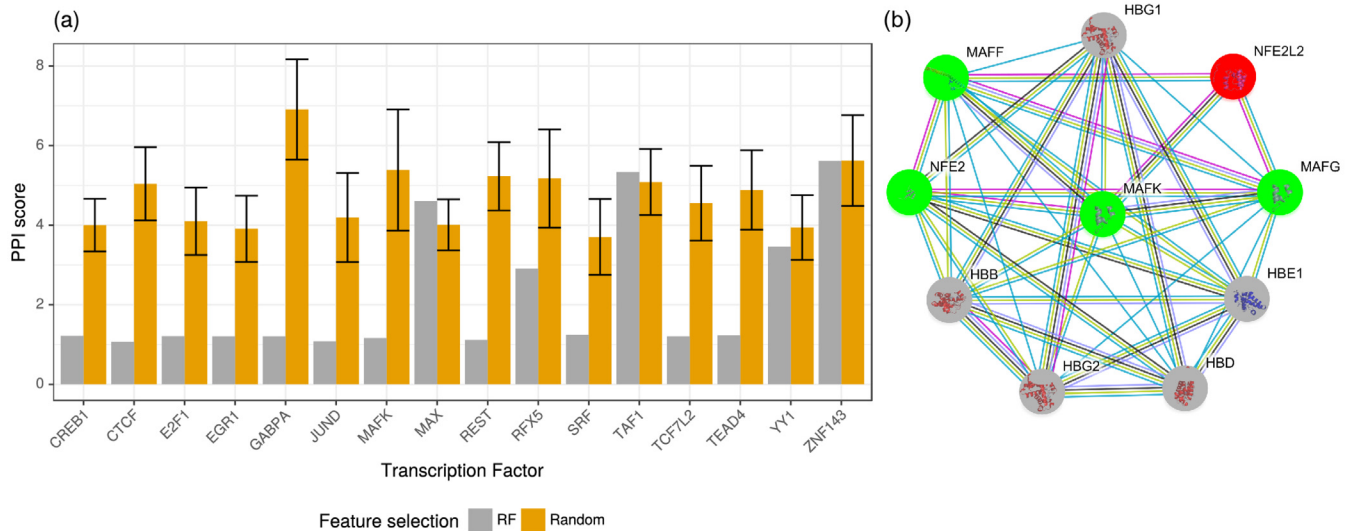 (a)
PPI score
8
6
4
2
0
CREB1
CTCF
E2F1
EGR1
GABPA
JUND
MAFK
MAX
REST
RFX5
SRF
TAF1
TCF7L2
TEAD4
YY1
ZNF143
Transcription Factor
Feature selection RF Random
(b)
HBG1
MAFF
NFE2L2
NFE2
MAFK
MAFG
HBB
HBE1
HBG2
HBD